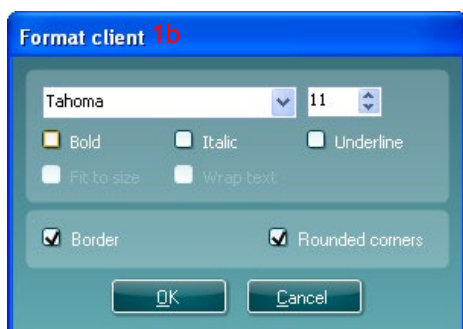 Format client 1b
Tahoma 11
Bold Italic Underline
Fit to size Wrap text
Border Rounded corners
OK Cancel